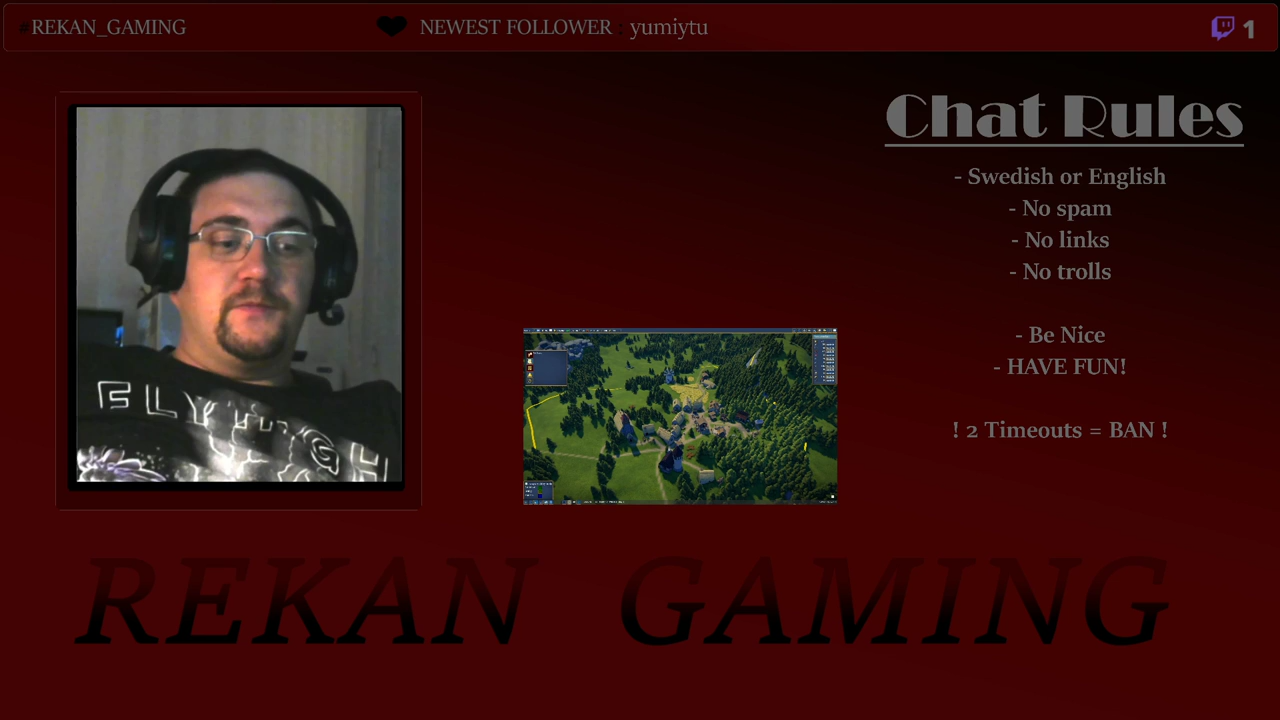 #REKAN_GAMING
NEWEST FOLLOWER : yumiytu
1
Chat Rules
- Swedish or English
- No spam
- No links
- No trolls
- Be Nice
- HAVE FUN!
! 2 Timeouts = BAN !
REKAN GAMING